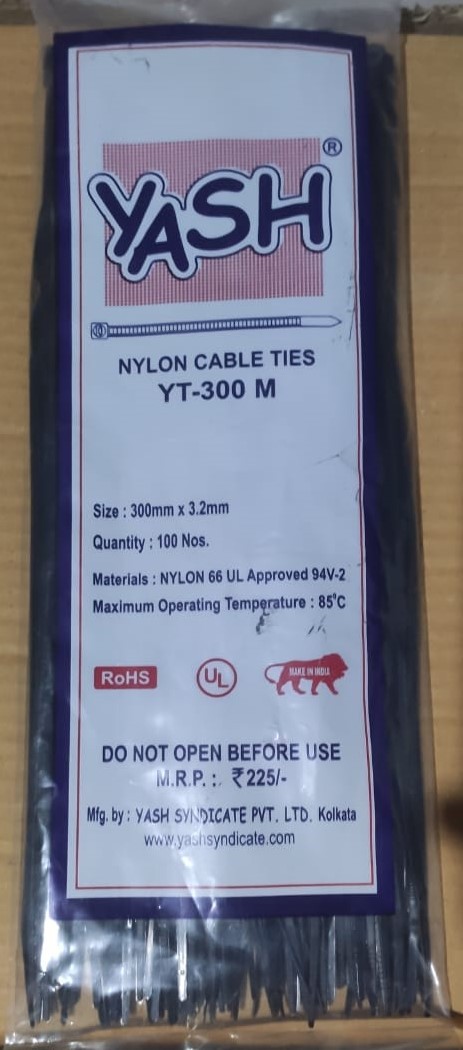 YASH ®
NYLON CABLE TIES
YT-300 M
Size : 300mm x 3.2mm
Quantity : 100 Nos.
Materials : NYLON 66 UL Approved 94V-2
Maximum Operating Temperature : 85°C
RoHS UL MAKE IN INDIA
DO NOT OPEN BEFORE USE
M.R.P. : ₹225/-
Mfg. by : YASH SYNDICATE PVT. LTD. Kolkata
www.yashsyndicate.com